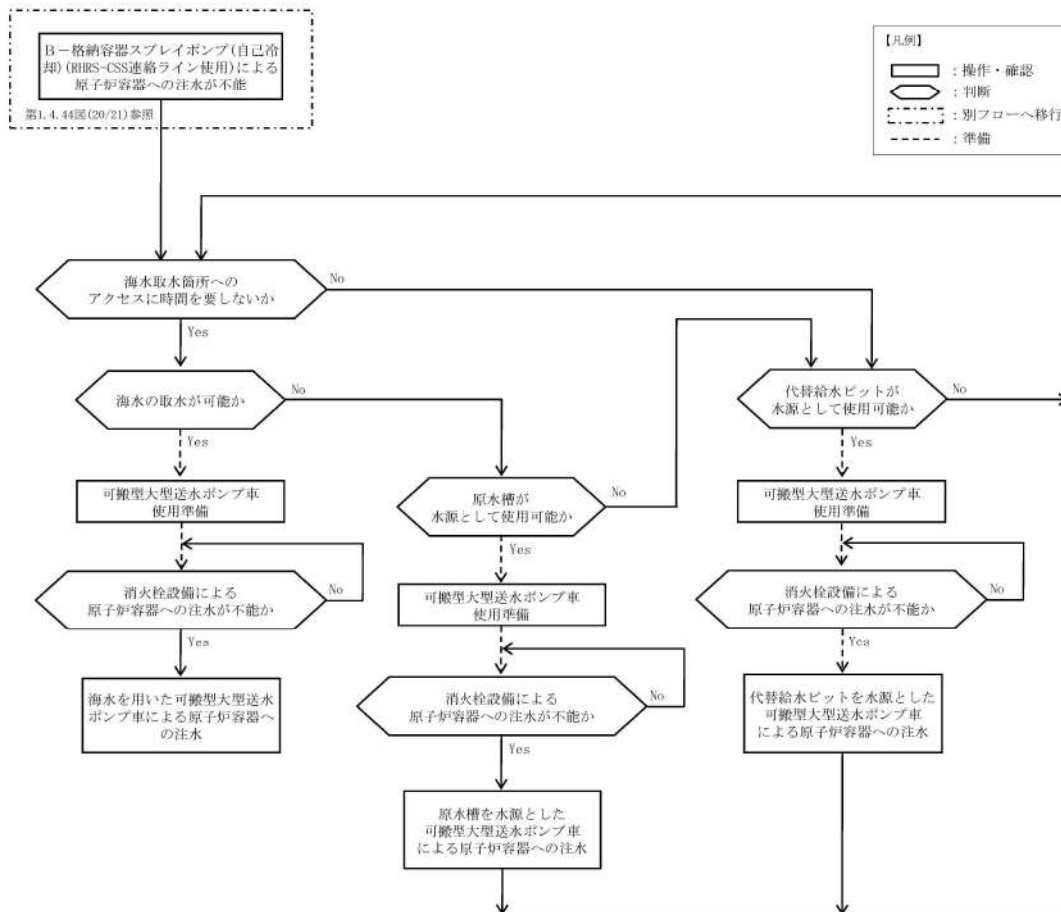 B－格納容器スプレイポンプ(自己冷
却)(RHRS-CSS連絡ライン使用)による
原子炉容器への注水が不能
第1.4.44図(20/21)参照
【凡例】
：操作・確認
：判断
：別フローへ移行
：準備
海水取水箇所への
アクセスに時間を要しないか
No
Yes
海水の取水が可能か
No
Yes
代替給水ピットが
水源として使用可能か
No
Yes
可搬型大型送水ポンプ車
使用準備
原水槽が
水源として使用可能か
No
Yes
可搬型大型送水ポンプ車
使用準備
消火栓設備による
原子炉容器への注水が不能か
No
Yes
可搬型大型送水ポンプ車
使用準備
消火栓設備による
原子炉容器への注水が不能か
No
Yes
海水を用いた可搬型大型送水
ポンプ車による原子炉容器へ
の注水
消火栓設備による
原子炉容器への注水が不能か
No
Yes
代替給水ピットを水源とした
可搬型大型送水ポンプ車
による原子炉容器への注水
原水槽を水源とした
可搬型大型送水ポンプ車
による原子炉容器への注水